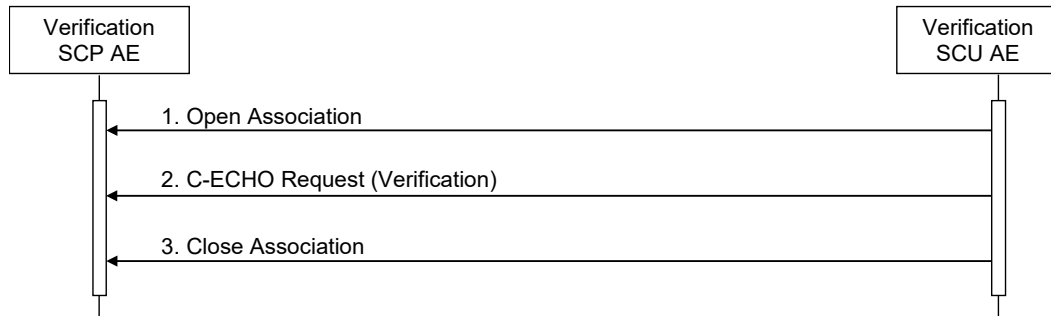 Verification
SCP AE
Verification
SCU AE
1. Open Association
2. C-ECHO Request (Verification)
3. Close Association